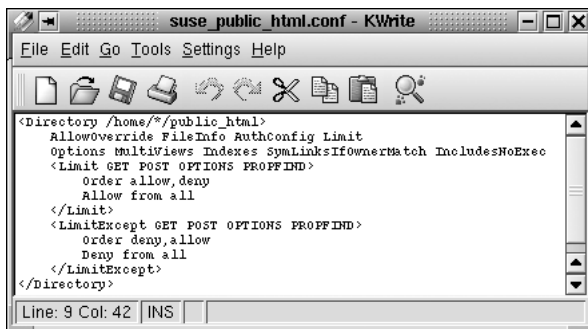 suse_public_html.conf - KWrite
File Edit Go Tools Settings Help
<Directory /home/*/public_html>
    AllowOverride FileInfo AuthConfig Limit
    Options MultiViews Indexes SymLinksIfOwnerMatch IncludesNoExec
    <Limit GET POST OPTIONS PROPFIND>
        Order allow,deny
        Allow from all
    </Limit>
    <LimitExcept GET POST OPTIONS PROPFIND>
        Order deny,allow
        Deny from all
    </LimitExcept>
</Directory>
Line: 9 Col: 42 INS